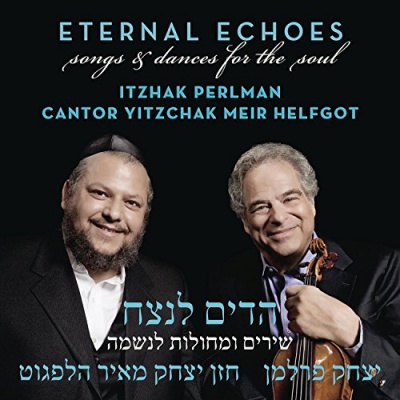 ETERNAL ECHOES
songs & dances for the soul
ITZHAK PERLMAN
CANTOR YITZCHAK MEIR HELFGOT
הדים לנצח
שירים ומחולות לנשמה
יצחק פרלמן חזן יצחק מאיר הלפגוט